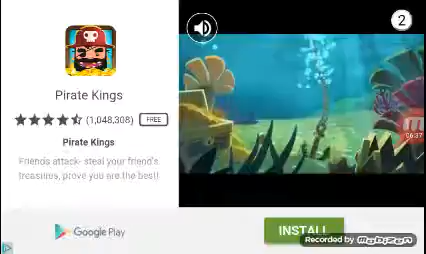 2
Pirate Kings
(1,048,308) FREE
Pirate Kings
Friends attack- steal your friend's
treasures, prove you are the best!
06:37
Google Play
INSTALL
Recorded by mobizen